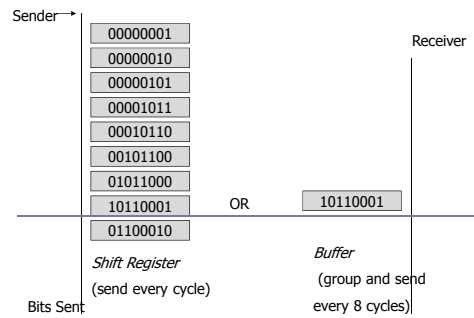 Sender
00000001
Receiver
00000010
00000101
00001011
00010110
00101100
01011000
10110001
OR
10110001
01100010
Shift Register
(send every cycle)
Buffer
(group and send
every 8 cycles)
Bits Sent